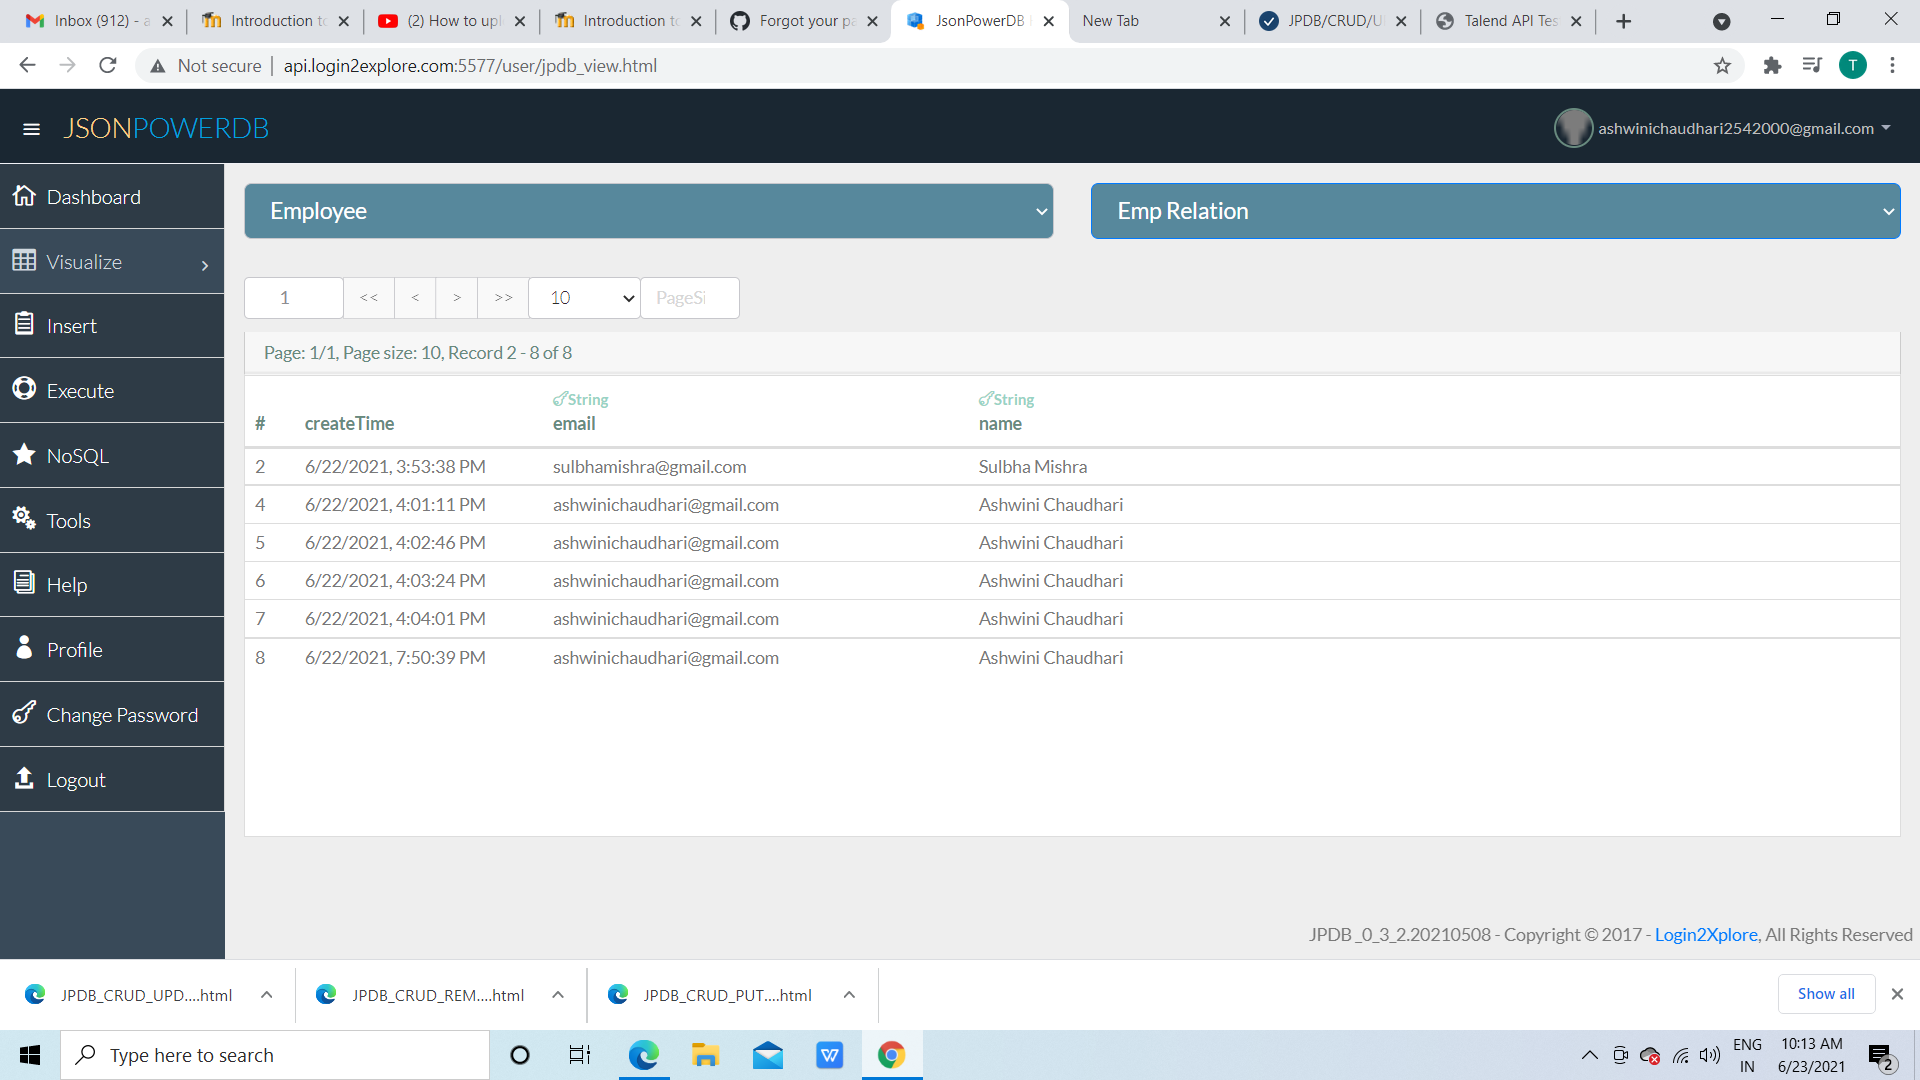 Inbox (912) - a
Introduction to
(2) How to upl
Introduction to
Forgot your pa
JsonPowerDB
New Tab
JPDB/CRUD/U
Talend API Tes
Not secure | api.login2explore.com:5577/user/jpdb_view.html
T
JSONPOWERDB
ashwinichaudhari2542000@gmail.com
Dashboard
Visualize
Insert
Execute
NoSQL
Tools
Help
Profile
Change Password
Logout
Employee
Emp Relation
1 << < > >> 10 PageSi
Page: 1/1, Page size: 10, Record 2 - 8 of 8
String String
# createTime email name
2 6/22/2021, 3:53:38 PM sulbhamishra@gmail.com Sulbha Mishra
4 6/22/2021, 4:01:11 PM ashwinichaudhari@gmail.com Ashwini Chaudhari
5 6/22/2021, 4:02:46 PM ashwinichaudhari@gmail.com Ashwini Chaudhari
6 6/22/2021, 4:03:24 PM ashwinichaudhari@gmail.com Ashwini Chaudhari
7 6/22/2021, 4:04:01 PM ashwinichaudhari@gmail.com Ashwini Chaudhari
8 6/22/2021, 7:50:39 PM ashwinichaudhari@gmail.com Ashwini Chaudhari
JPDB_0_3_2.20210508 - Copyright © 2017 - Login2Xplore, All Rights Reserved
JPDB_CRUD_UPD....html
JPDB_CRUD_REM....html
JPDB_CRUD_PUT....html
Show all
Type here to search
W
ENG
IN
10:13 AM
6/23/2021
2